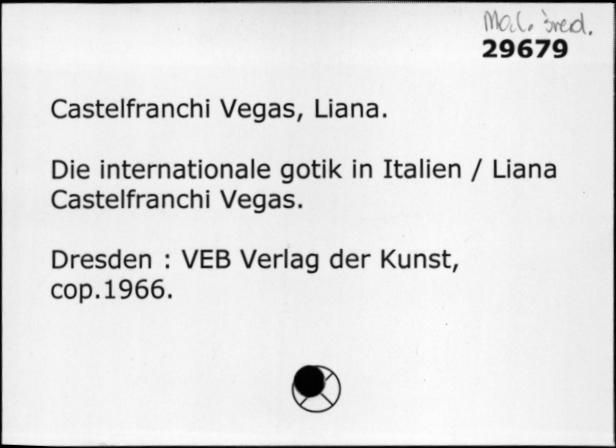 Mal. sred.
29679
Castelfranchi Vegas, Liana.
Die internationale gotik in Italien / Liana
Castelfranchi Vegas.
Dresden : VEB Verlag der Kunst,
cop.1966.